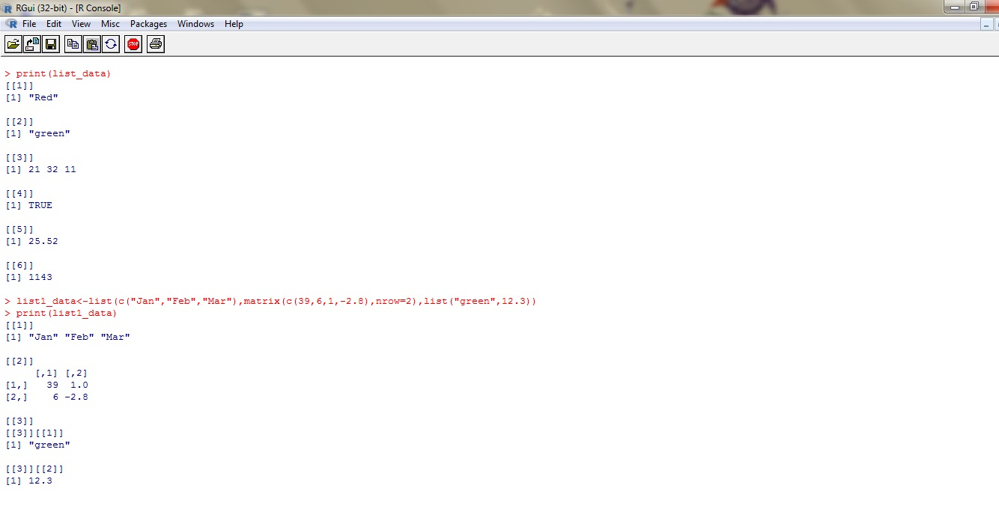 RGui (32-bit) - [R Console]
File Edit View Misc Packages Windows Help
STOP
> print(list_data)
[[1]]
[1] "Red"
[[2]]
[1] "green"
[[3]]
[1] 21 32 11
[[4]]
[1] TRUE
[[5]]
[1] 25.52
[[6]]
[1] 1143
> list1_data<-list(c("Jan","Feb","Mar"),matrix(c(39,6,1,-2.8),nrow=2),list("green",12.3))
> print(list1_data)
[[1]]
[1] "Jan" "Feb" "Mar"
[[2]]
     [,1] [,2]
[1,]   39  1.0
[2,]    6 -2.8
[[3]]
[[3]][[1]]
[1] "green"
[[3]][[2]]
[1] 12.3